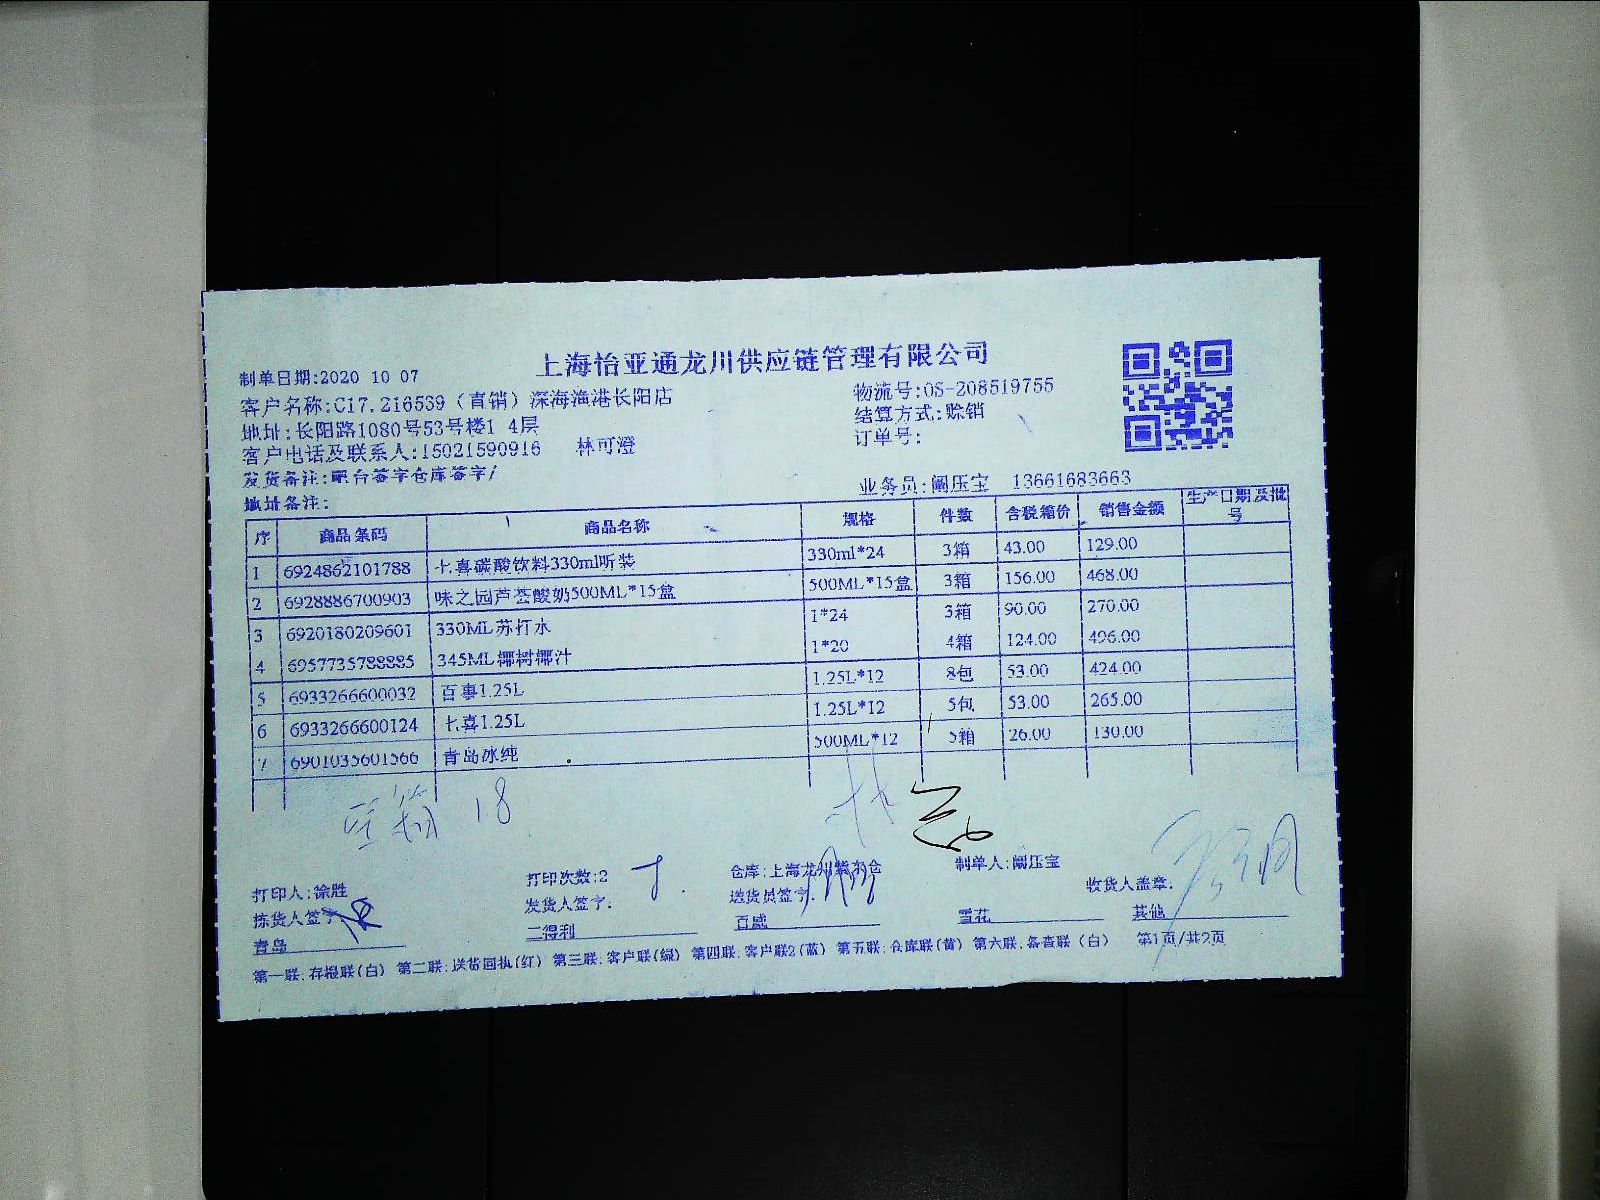 上海怡亚通龙川供应链管理有限公司
制单日期:2020 10 07
物流号:OS-208519755
客户名称:C17.216539（直销）深海渔港长阳店
结算方式:赊销
地址:长阳路1080号53号楼1 4层
订单号:
客户电话及联系人:15021590916 林可澄
发货备注:吧台签字仓库签字/
业务员:阚压宝 13661683663
地址备注:
序 商品条码 商品名称 规格 件数 含税箱价 销售金额 生产日期及批号
1 6924862101788 七喜碳酸饮料330ml听装 330ml*24 3箱 43.00 129.00
2 6928886700903 味之园芦荟酸奶500ML*15盒 500ML*15盒 3箱 156.00 468.00
3 6920180209601 330ML苏打水 1*24 3箱 90.00 270.00
4 6957735788885 345ML椰树椰汁 1*20 4箱 124.00 496.00
5 6933266600032 百事1.25L 1.25L*12 8包 53.00 424.00
6 6933266600124 七喜1.25L 1.25L*12 5包 53.00 265.00
7 6901035601566 青岛冰纯 500ML*12 5箱 26.00 130.00
空箱 18
打印人:徐胜 打印次数:2 仓库:上海龙川紫东仓 制单人:阚压宝
拣货人签字 发货人签字: 送货员签字: 收货人盖章:
青岛 三得利 百威 雪花 其他
第一联:存根联(白) 第二联:送货回执(红) 第三联:客户联(绿) 第四联:客户联2(蓝) 第五联:仓库联(黄) 第六联:备查联(白) 第1页/共2页